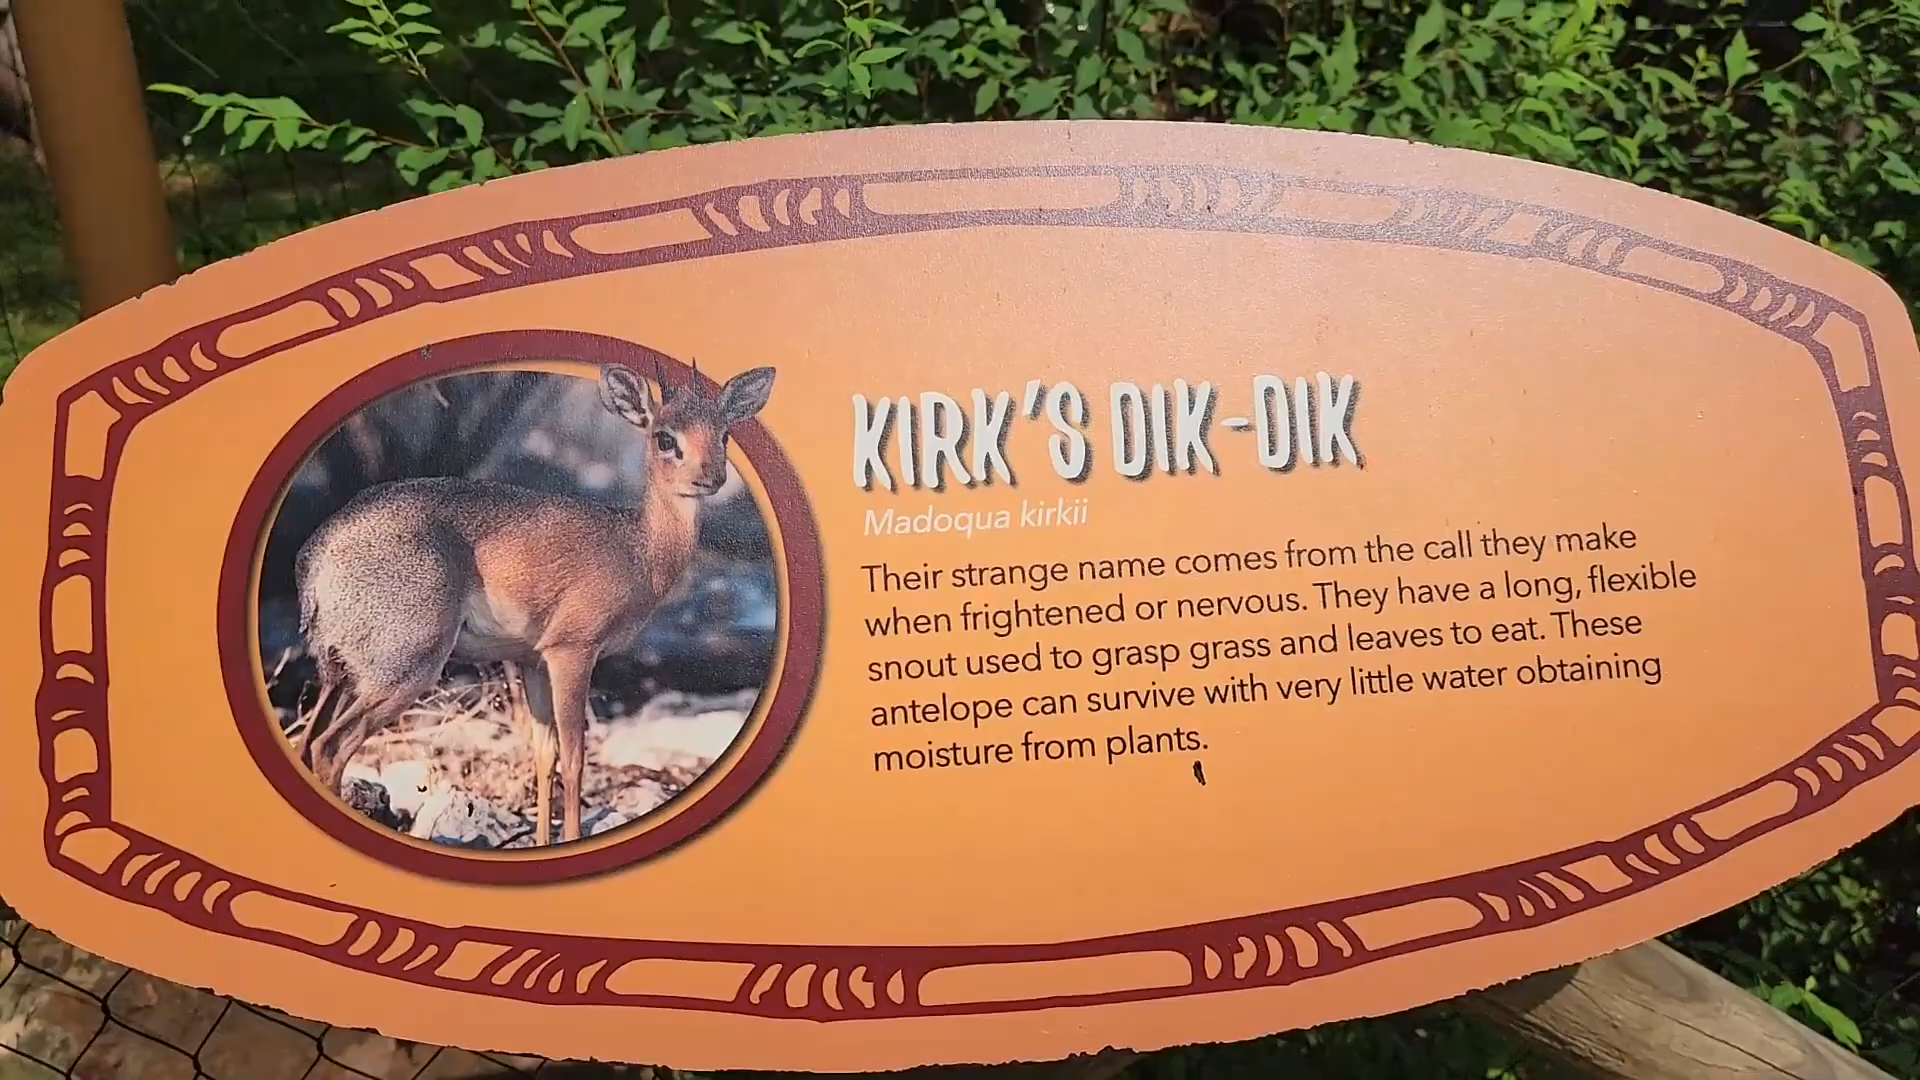 KIRK'S DIK-DIK
Madoqua kirkii
Their strange name comes from the call they make
when frightened or nervous. They have a long, flexible
snout used to grasp grass and leaves to eat. These
antelope can survive with very little water obtaining
moisture from plants.